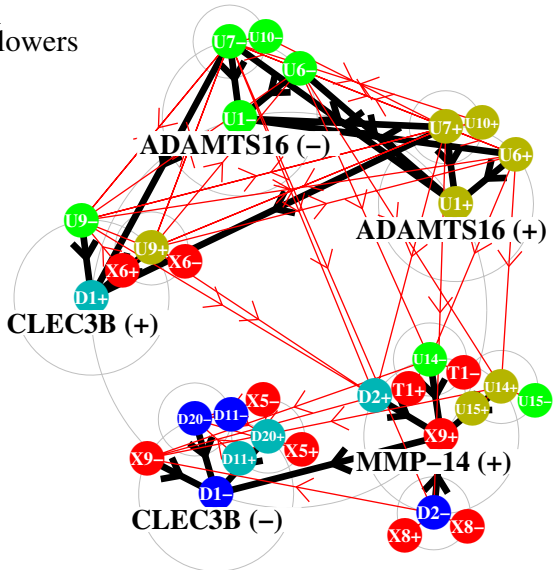 lowers
U7− U10−
U6−
U1− U7+ U10+
ADAMTS16 (−)
U6+
U1+
ADAMTS16 (+)
U9−
U9+
X6+ X6−
D1+
CLEC3B (+)
U14− T1−
D2+ T1+ U14+
X5− U15+ U15−
D20− D11−
D20+ X9+
X9− D11+ X5+
MMP−14 (+)
D1−
CLEC3B (−)
D2−
X8+ X8−